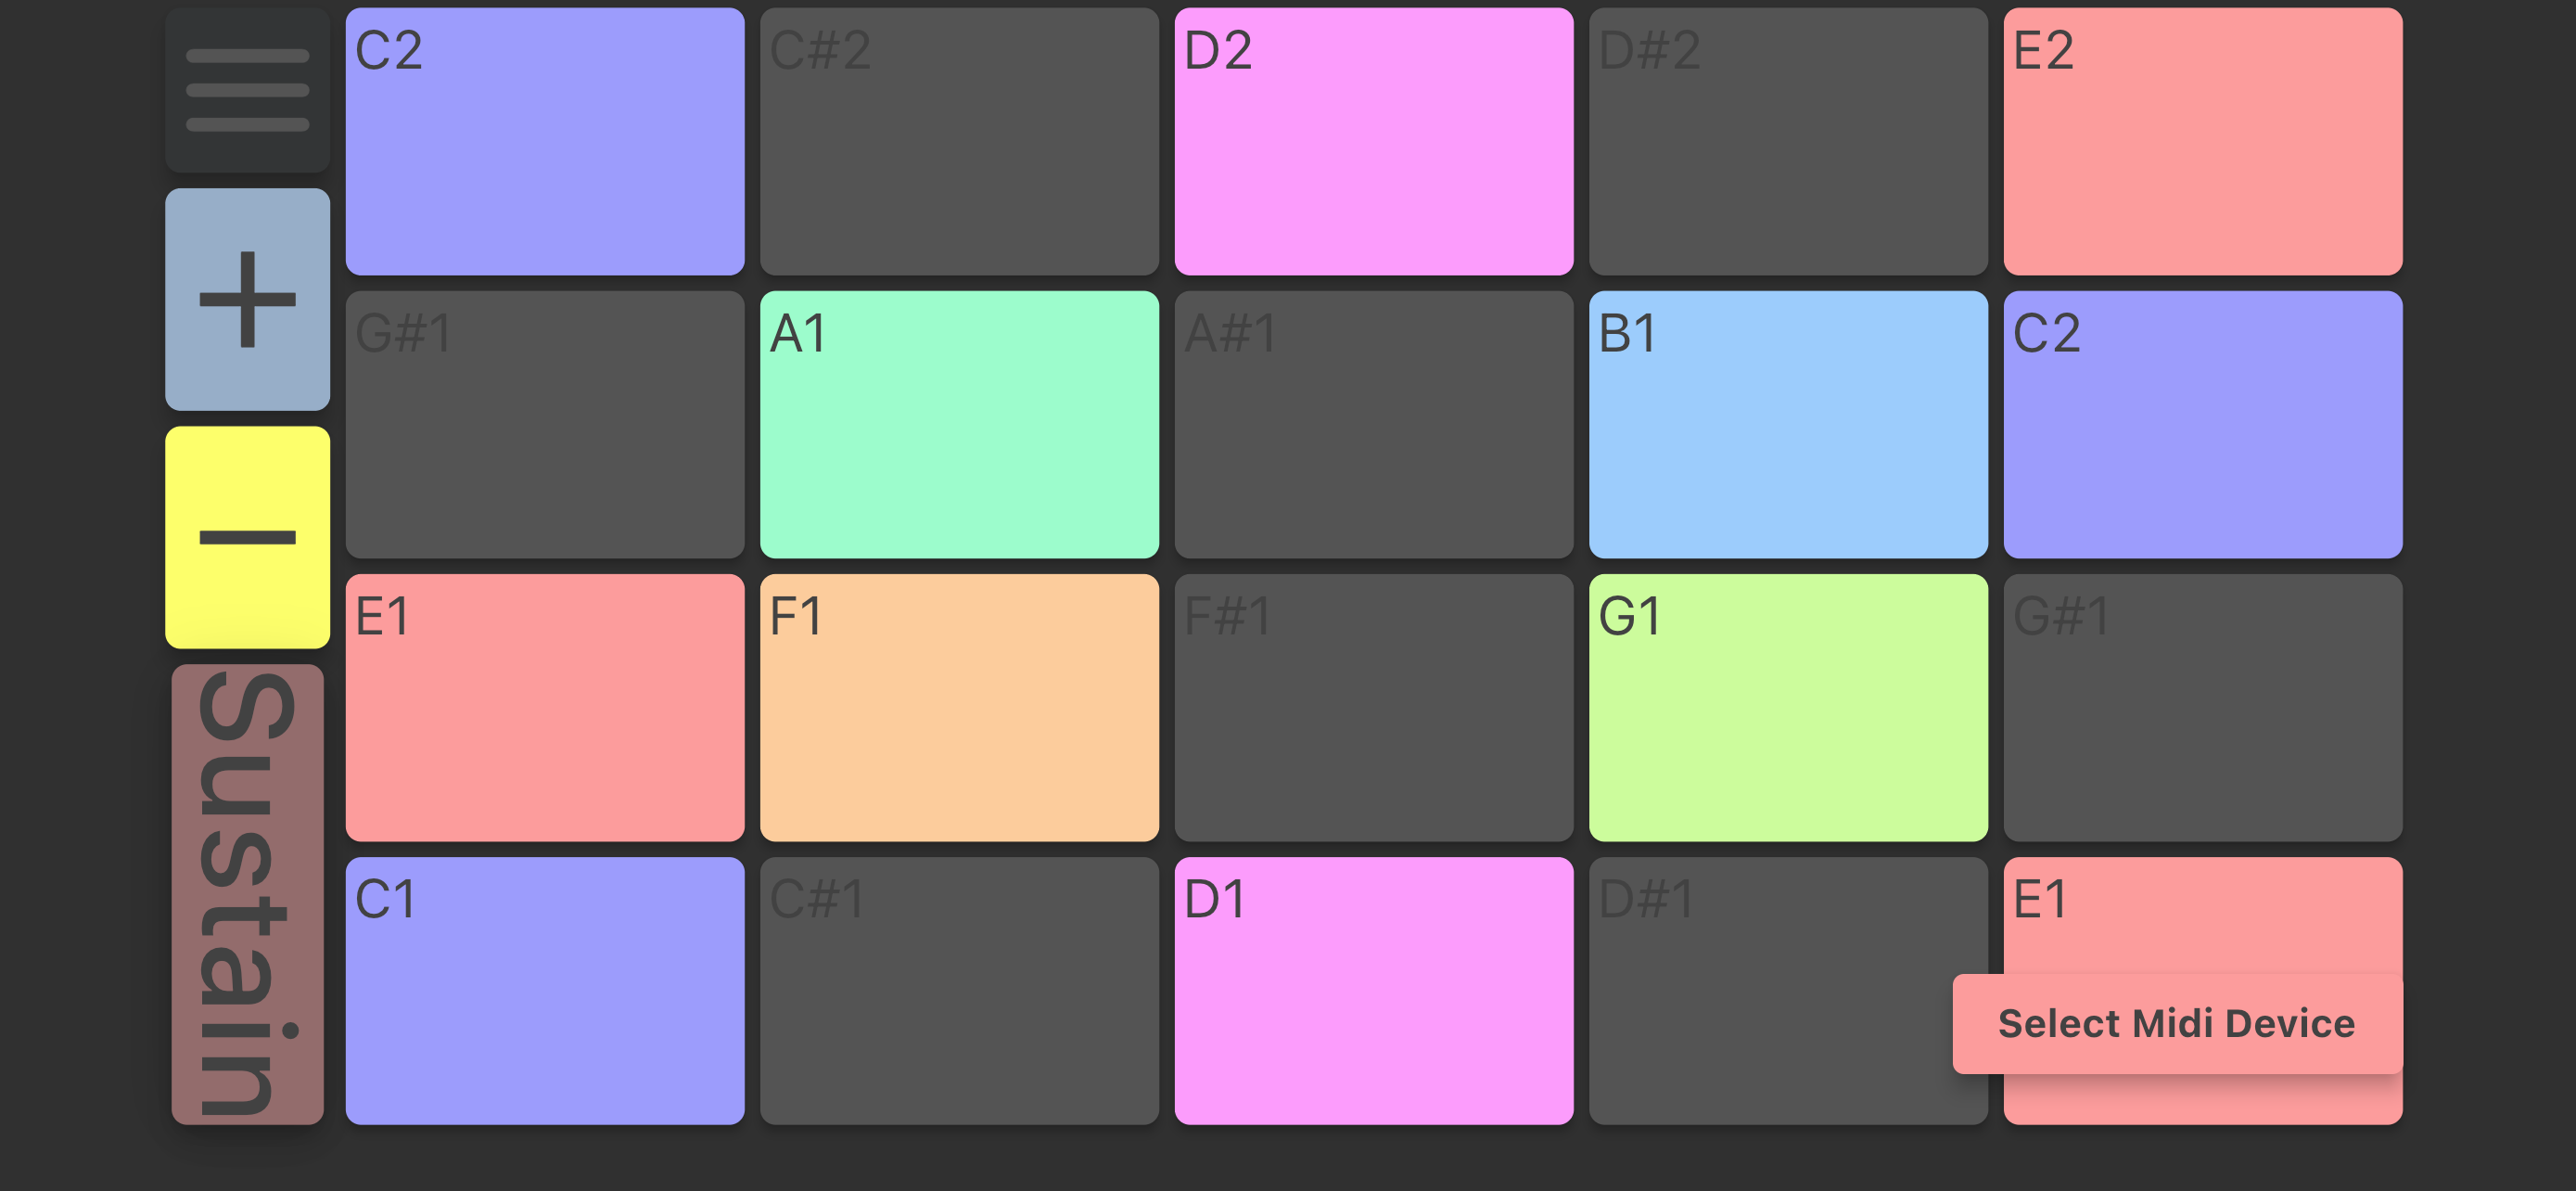 C2 C#2 D2 D#2 E2
G#1 A1 A#1 B1 C2
E1 F1 F#1 G1 G#1
C1 C#1 D1 D#1 E1
Select Midi Device
Sustain